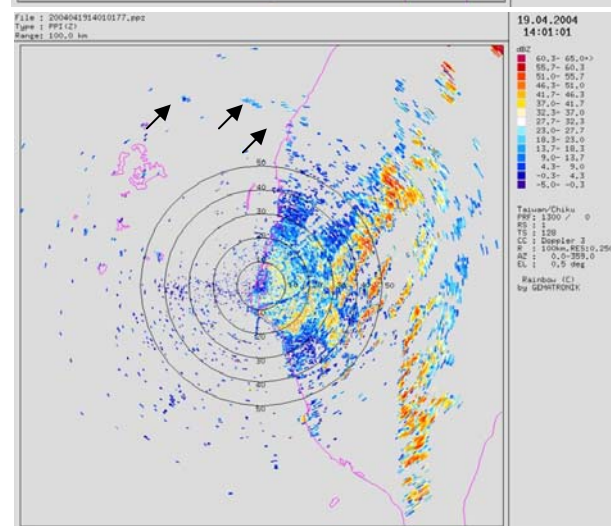 File : 2004041914010177.ppz
Type : PPI(Z)
Range: 100.0 km
19.04.2004
14:01:01
dBZ
60.3- 65.0+>
55.7- 60.3
51.0- 55.7
46.3- 51.0
41.7- 46.3
37.0- 41.7
32.3- 37.0
27.7- 32.3
23.0- 27.7
18.3- 23.0
13.7- 18.3
9.0- 13.7
4.3- 9.0
-0.3- 4.3
-5.0- -0.3
Taiwan/Chiku
PRF: 1300 / 0
RS : 1
TS : 128
CC : Doppler 3
R : 100km,RES:0.250
AZ : 0.0-359.0
EL : 0.5 deg
Rainbow (C)
by GEMATRONIK
50
40
30
20
50
20
30
50